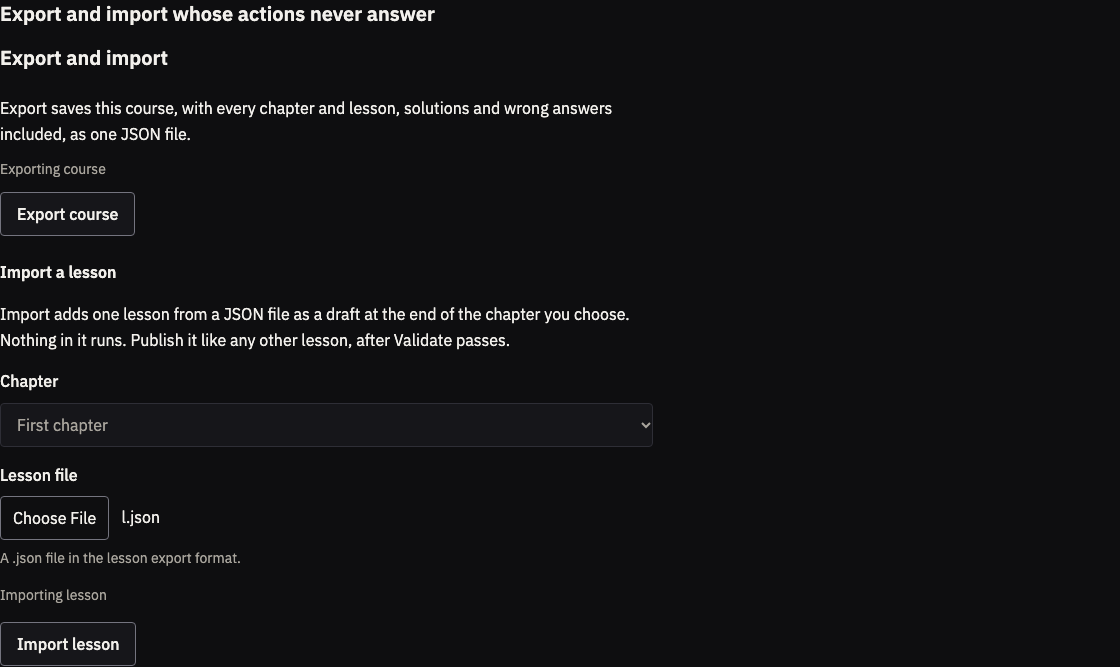 Export and import whose actions never answer
Export and import
Export saves this course, with every chapter and lesson, solutions and wrong answers
included, as one JSON file.
Exporting course
Export course
Import a lesson
Import adds one lesson from a JSON file as a draft at the end of the chapter you choose.
Nothing in it runs. Publish it like any other lesson, after Validate passes.
Chapter
First chapter
Lesson file
Choose File l.json
A .json file in the lesson export format.
Importing lesson
Import lesson